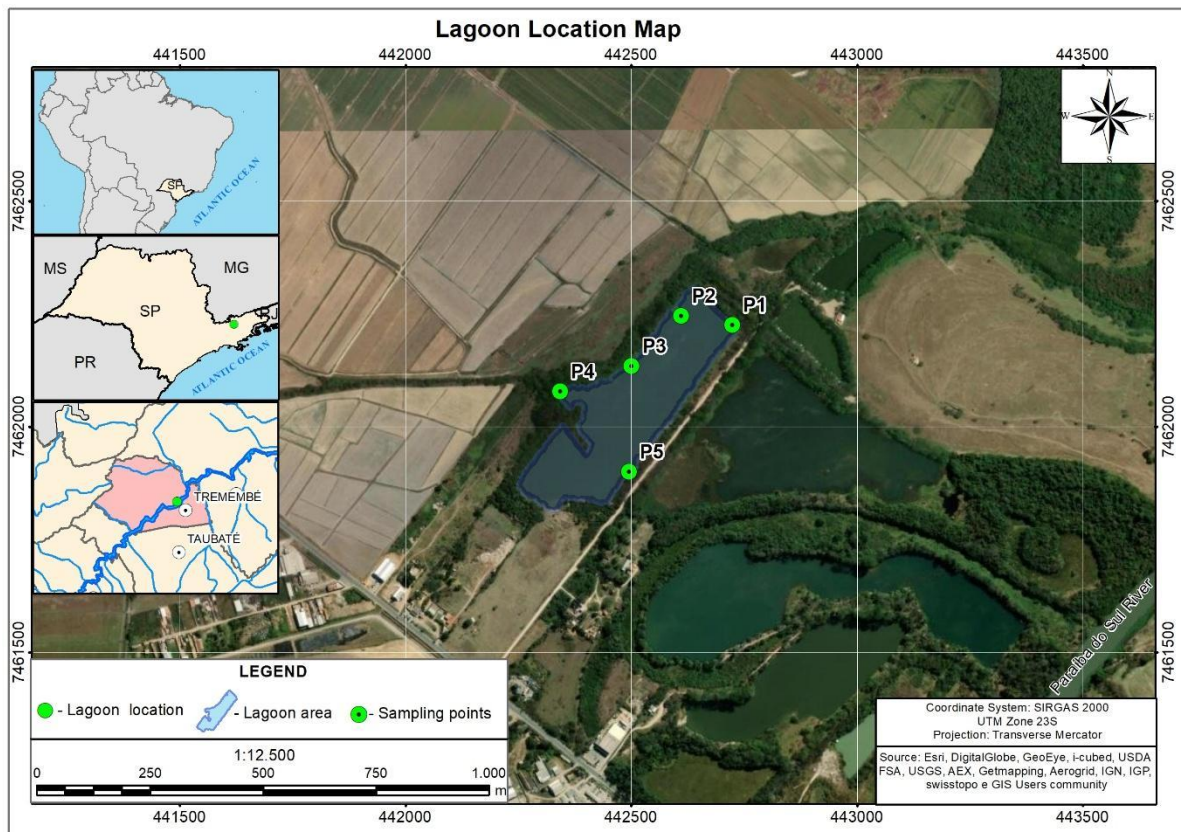 Lagoon Location Map
441500 442000 442500 443000 443500
7462500
7462000
7461500
7462500
7462000
7461500
SP
ATLANTIC OCEAN
MS
MG
SP
RJ
PR
ATLANTIC OCEAN
TREMEMBÉ
TAUBATÉ
N
W E
S
P2
P1
P3
P4
P5
Paraíba do Sul River
LEGEND
- Lagoon location
- Lagoon area
- Sampling points
1:12.500
0 250 500 750 1.000
m
Coordinate System: SIRGAS 2000
UTM Zone 23S
Projection: Transverse Mercator
Source: Esri, DigitalGlobe, GeoEye, i-cubed, USDA
FSA, USGS, AEX, Getmapping, Aerogrid, IGN, IGP,
swisstopo e GIS Users community
441500 442000 442500 443000 443500